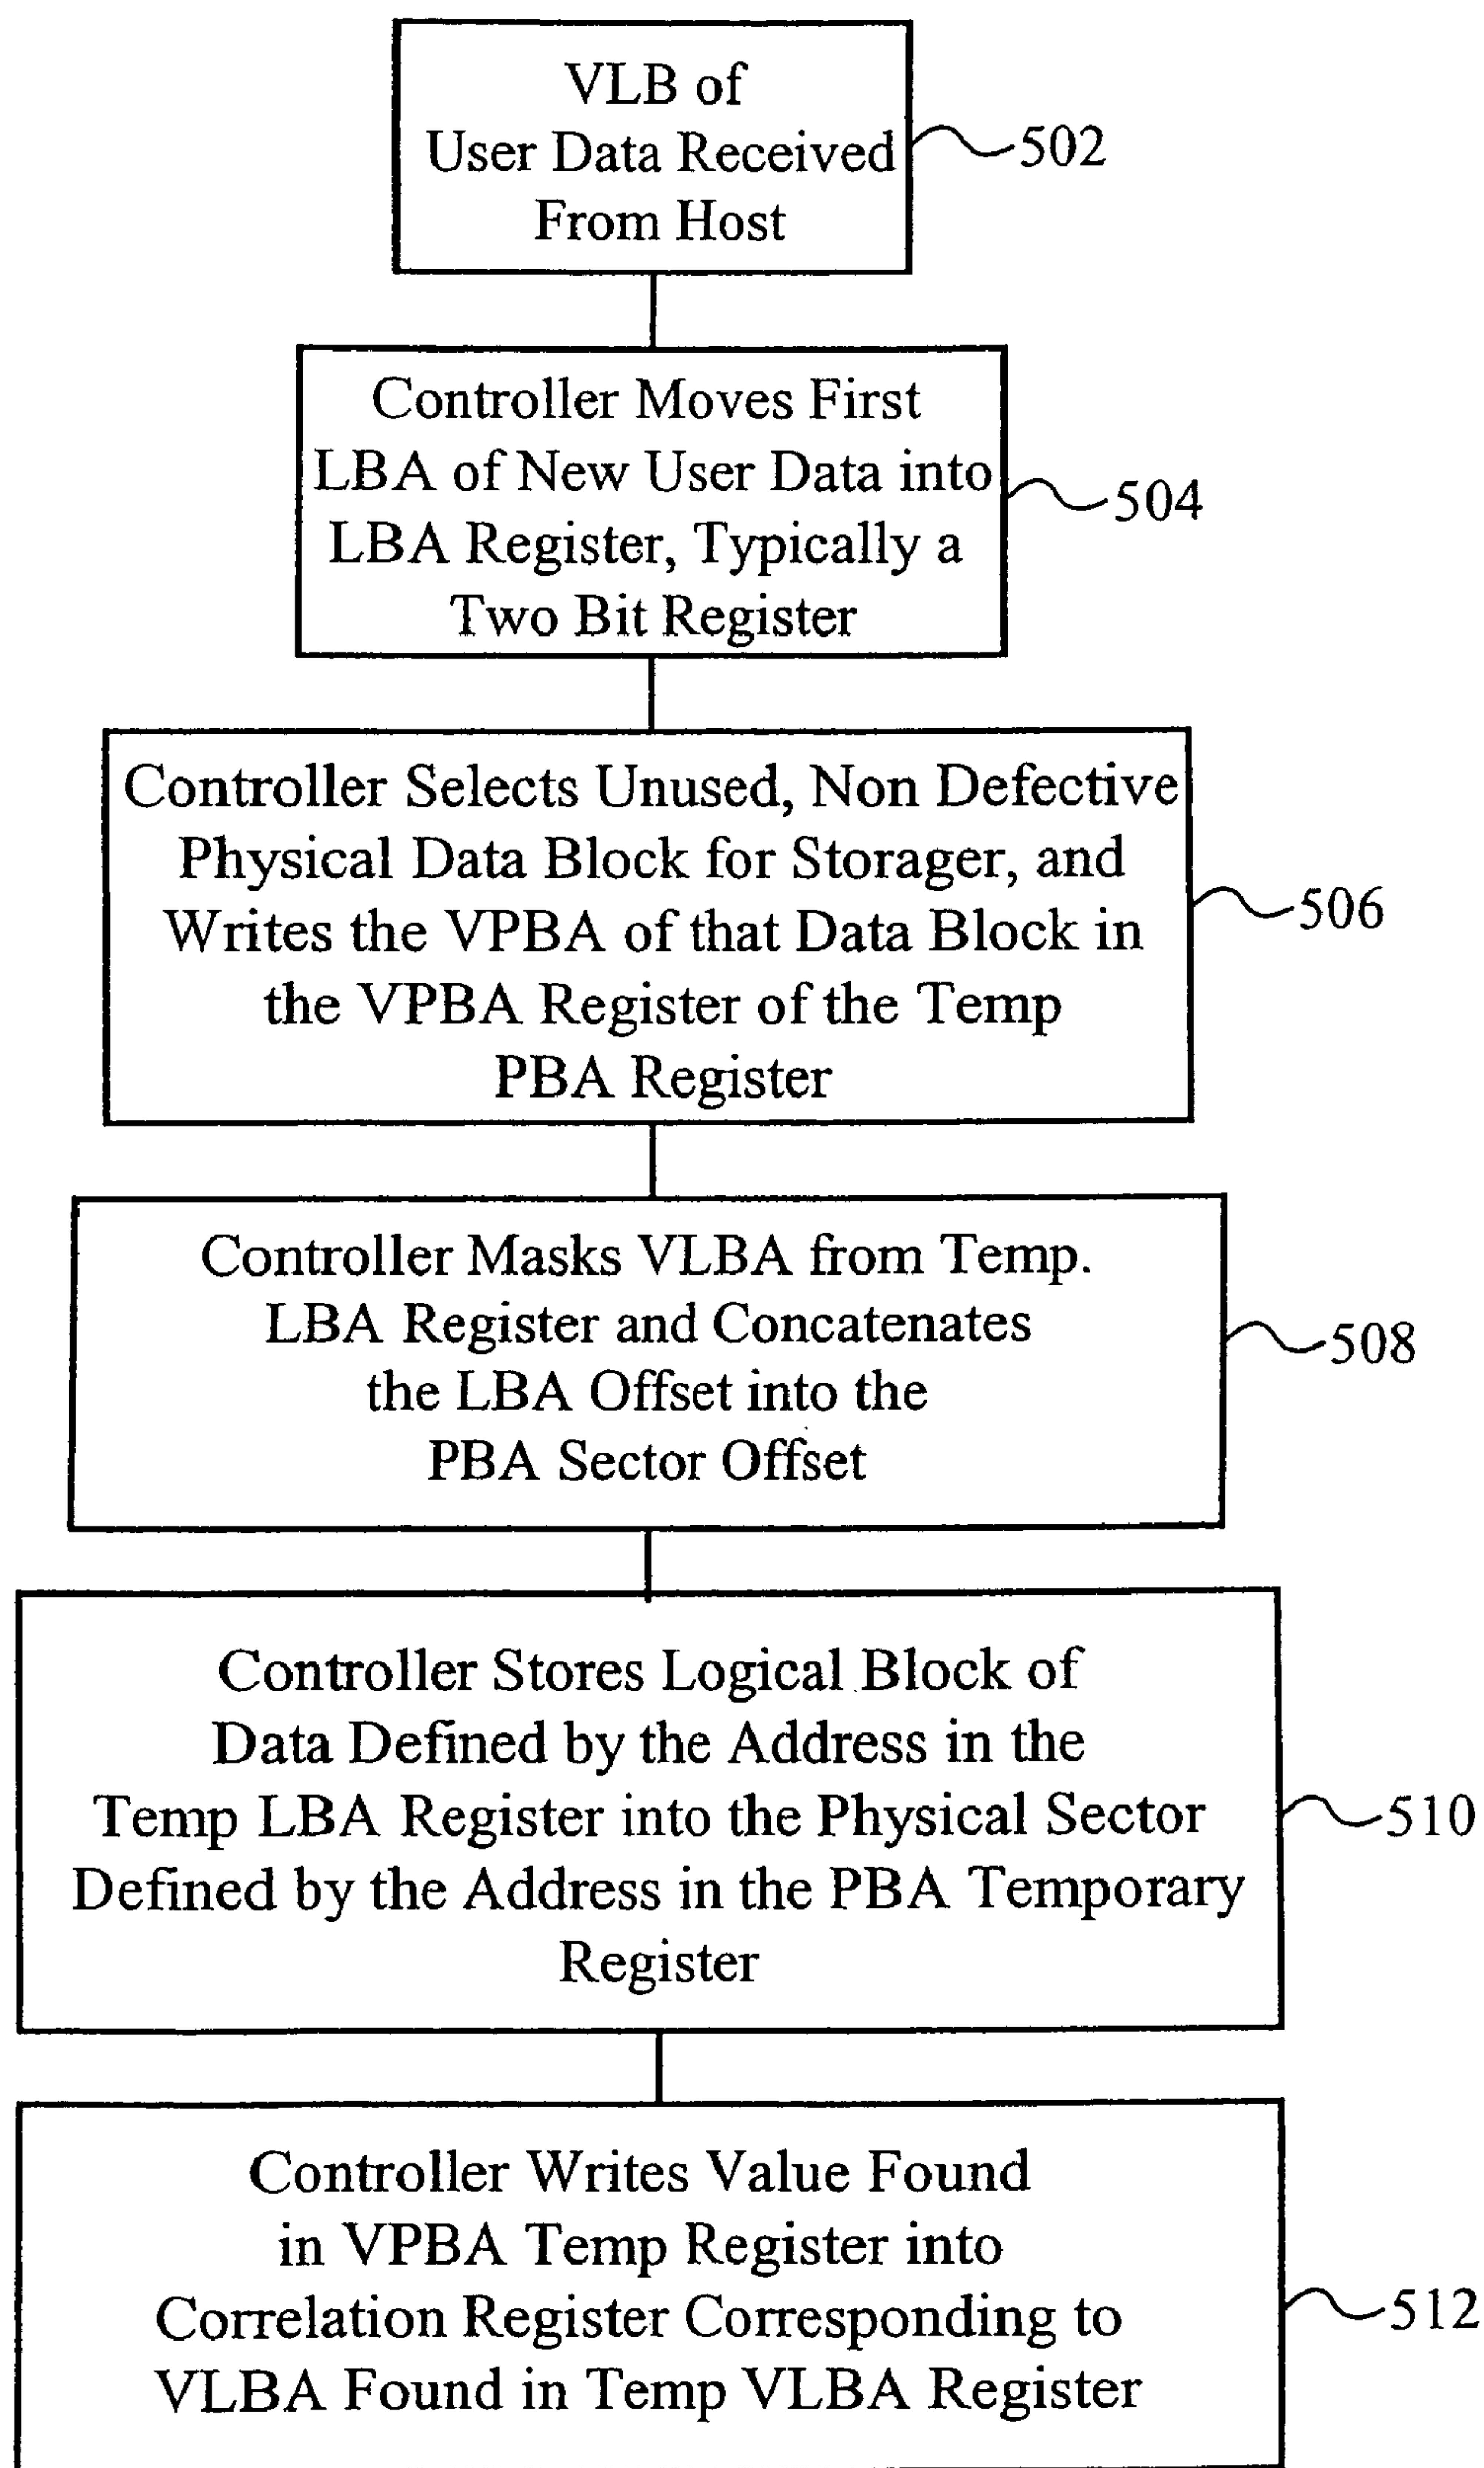 VLB of
User Data Received
From Host
502
Controller Moves First
LBA of New User Data into
LBA Register, Typically a
Two Bit Register
504
Controller Selects Unused, Non Defective
Physical Data Block for Storager, and
Writes the VPBA of that Data Block in
the VPBA Register of the Temp
PBA Register
506
Controller Masks VLBA from Temp.
LBA Register and Concatenates
the LBA Offset into the
PBA Sector Offset
508
Controller Stores Logical Block of
Data Defined by the Address in the
Temp LBA Register into the Physical Sector
Defined by the Address in the PBA Temporary
Register
510
Controller Writes Value Found
in VPBA Temp Register into
Correlation Register Corresponding to
VLBA Found in Temp VLBA Register
512